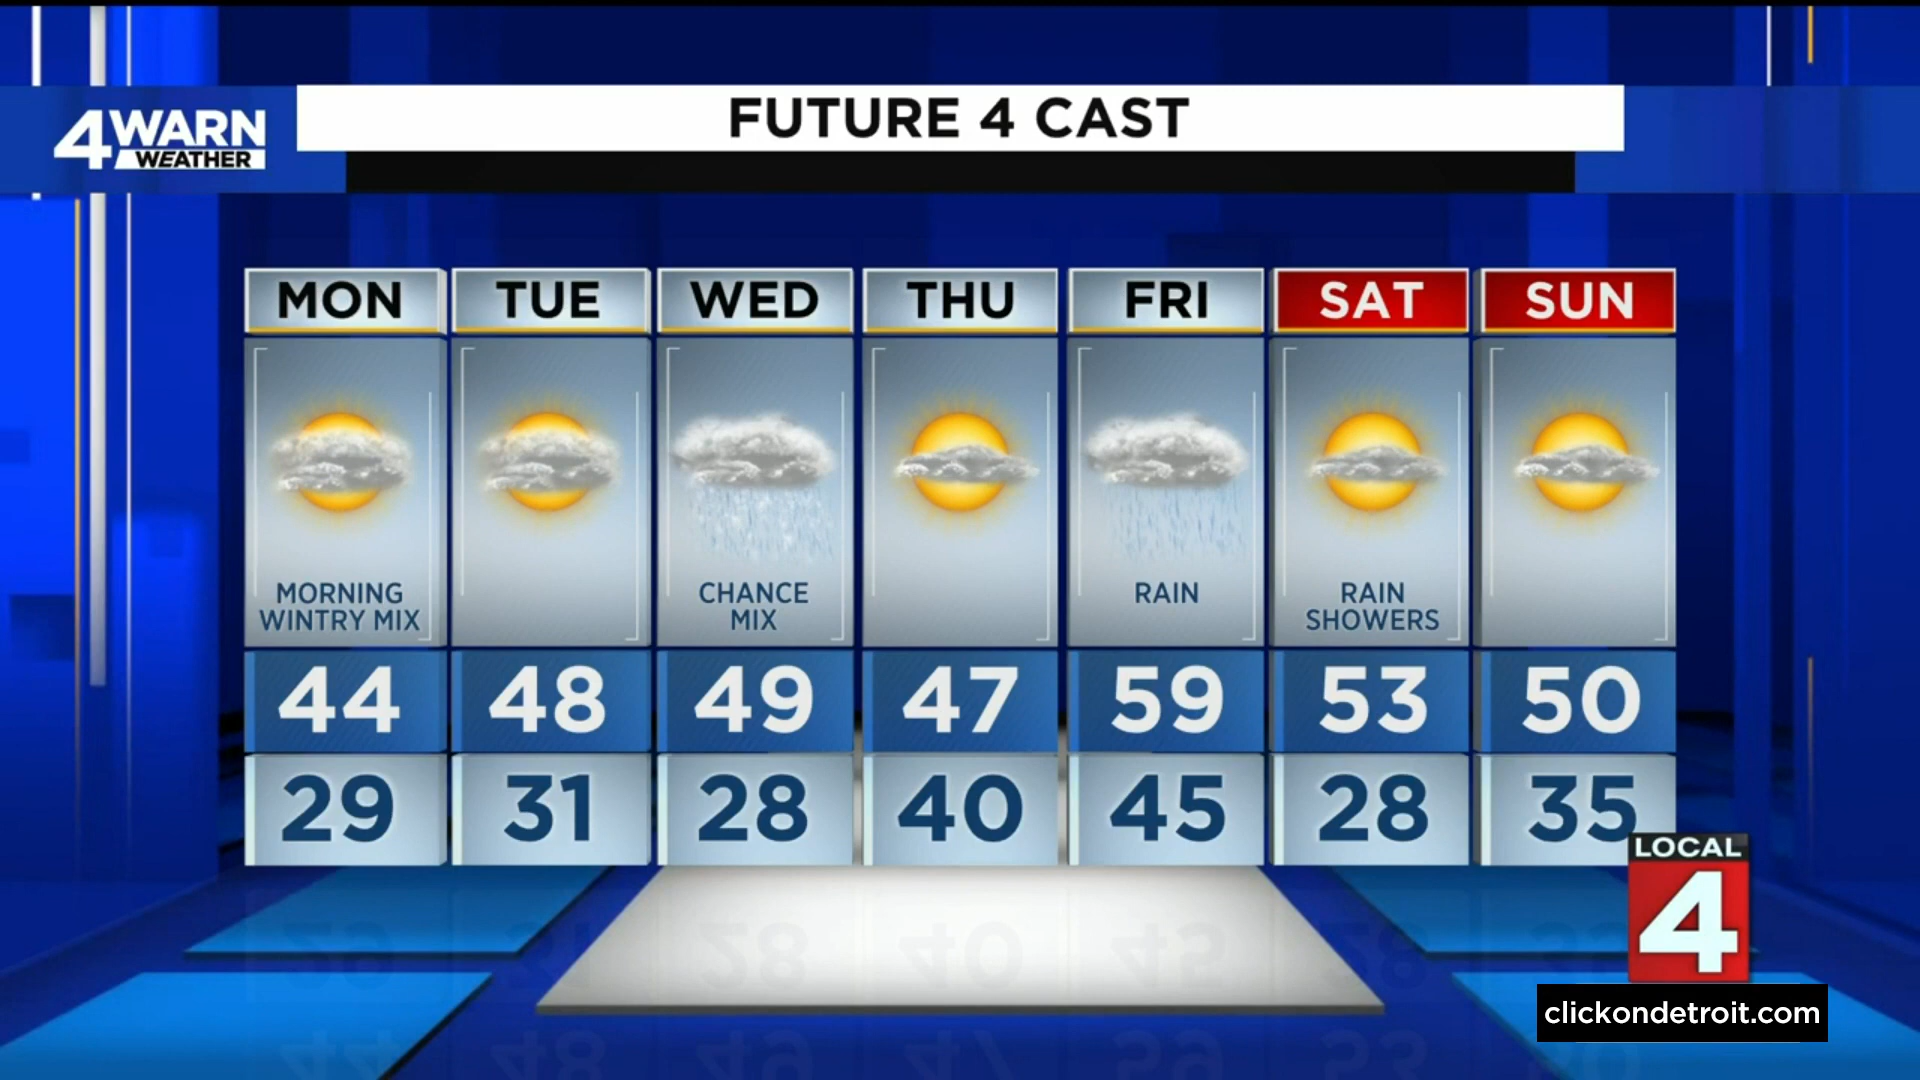 4WARN
WEATHER
FUTURE 4 CAST
MON TUE WED THU FRI SAT SUN
MORNING
WINTRY MIX
CHANCE
MIX
RAIN
RAIN
SHOWERS
44 48 49 47 59 53 50
29 31 28 40 45 28 35
LOCAL
4
clickondetroit.com